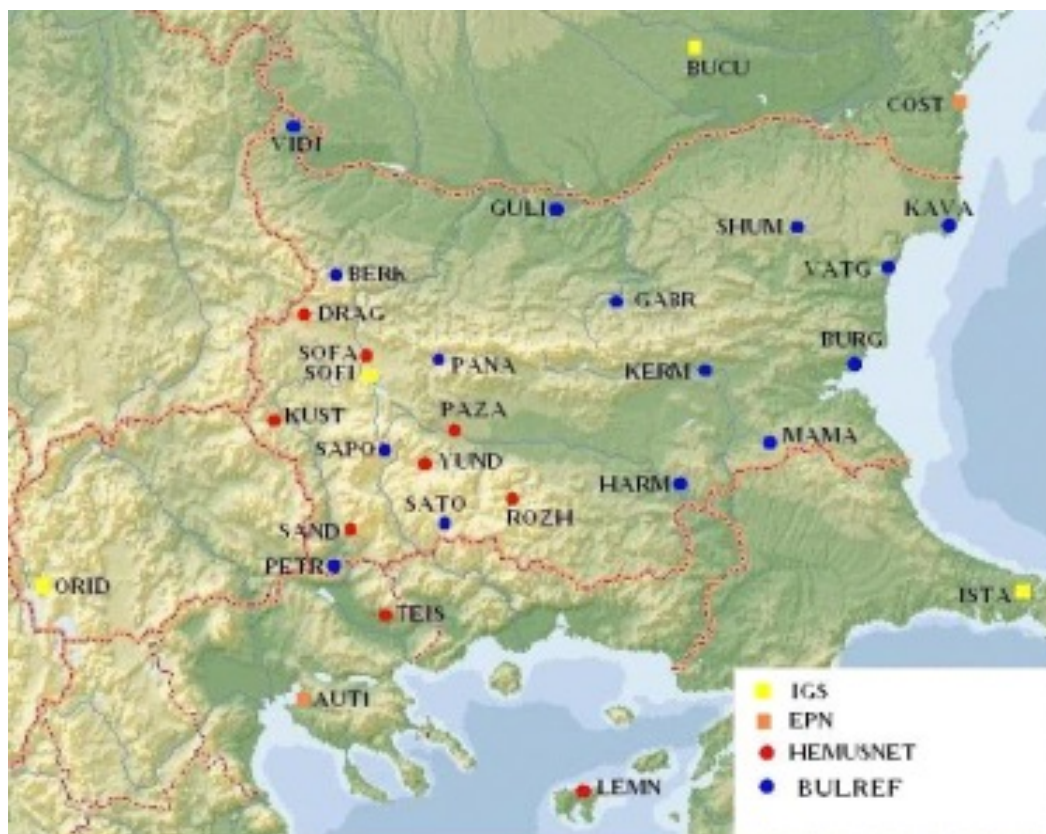 BUCU
COST
VIDI
GULI
KAVA
SHUM
VATG
BERK
GABR
DRAG
BURG
SOFA
SOFI
PANA
KERM
PAZA
KUST
MAMA
SAPO
YUND
HARM
SATO
ROZH
SAND
PETR
ORID
ISTA
TEIS
AUTI
LEMN
IGS
EPN
HEMUSNET
BULREF